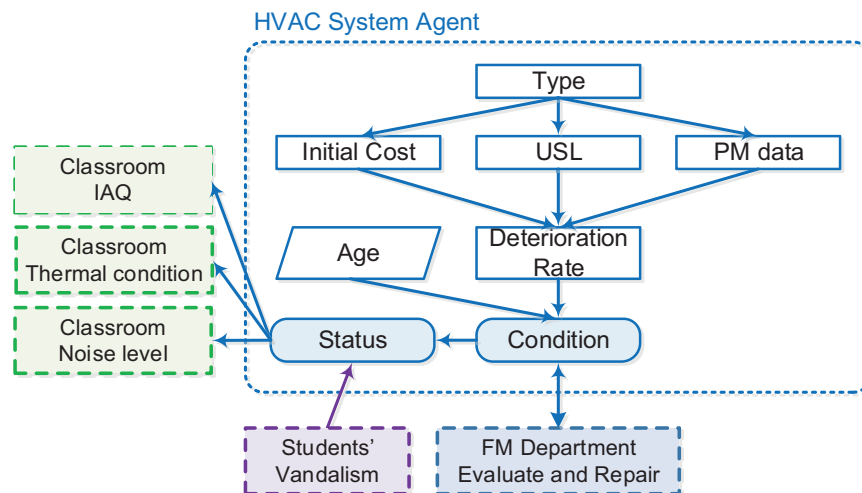 HVAC System Agent
Type
Initial Cost
USL
PM data
Classroom
IAQ
Classroom
Thermal condition
Classroom
Noise level
Age
Deterioration
Rate
Status
Condition
Students’
Vandalism
FM Department
Evaluate and Repair